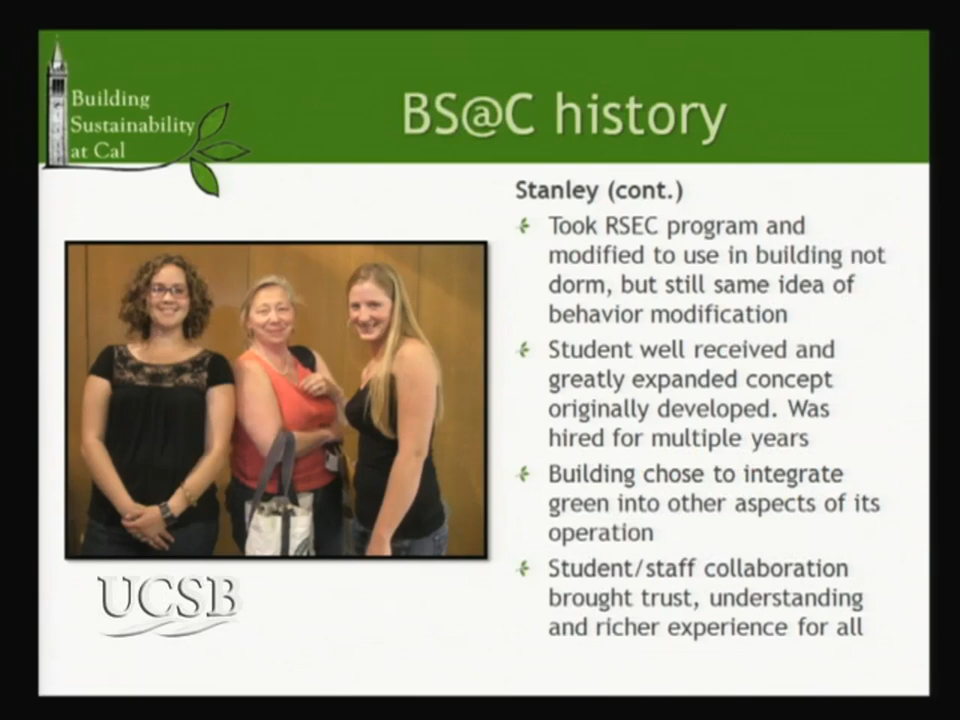 Building
Sustainability
at Cal
BS@C history
Stanley (cont.)
Took RSEC program and
modified to use in building not
dorm, but still same idea of
behavior modification
Student well received and
greatly expanded concept
originally developed. Was
hired for multiple years
Building chose to integrate
green into other aspects of its
operation
Student/staff collaboration
brought trust, understanding
and richer experience for all
UCSB